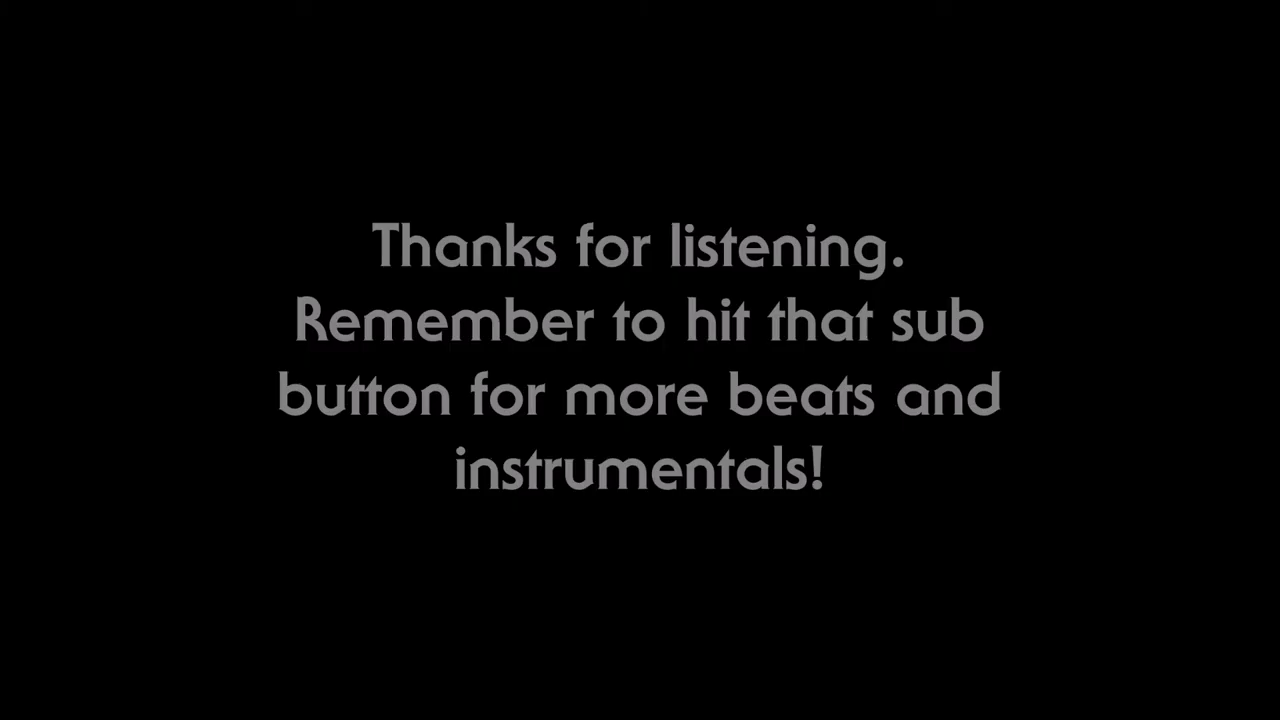 Thanks for listening.
Remember to hit that sub
button for more beats and
instrumentals!